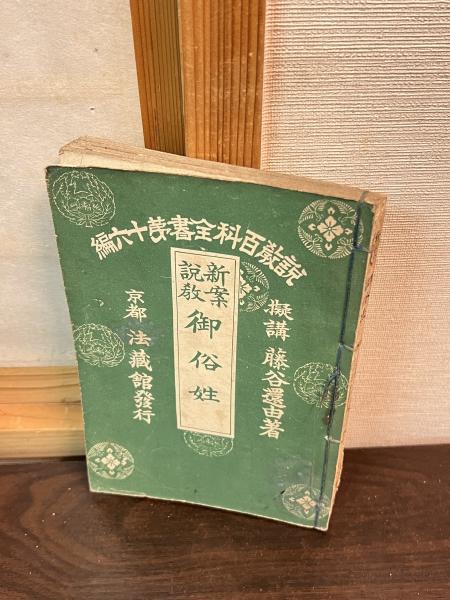 說教百科全書第十六編
擬講 藤谷還由著
新案
說教
御俗姓
京都 法藏館發行